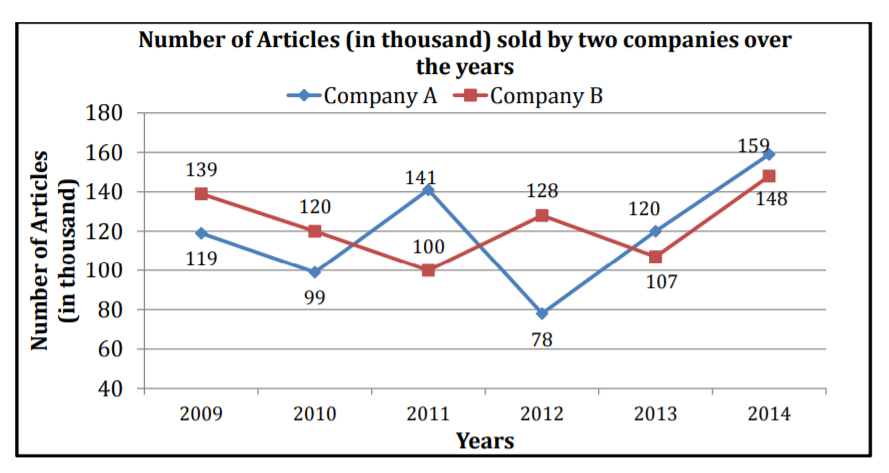 Number of Articles (in thousand) sold by two companies over
the years
Company A Company B
180
160
140
120
100
80
60
40
Number of Articles
(in thousand)
139
119
120
99
141
100
128
78
120
107
159
148
2009 2010 2011 2012 2013 2014
Years